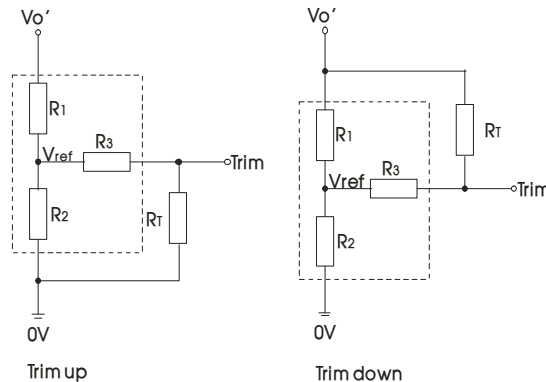 Vo'
R1
Vref
R3
Trim
R2
RT
0V
Trim up
Vo'
R1
RT
R3
Vref
Trim
R2
0V
Trim down